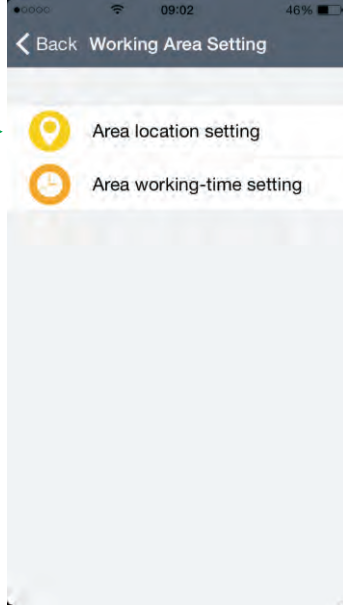 09:02
46%
Back Working Area Setting
Area location setting
Area working-time setting